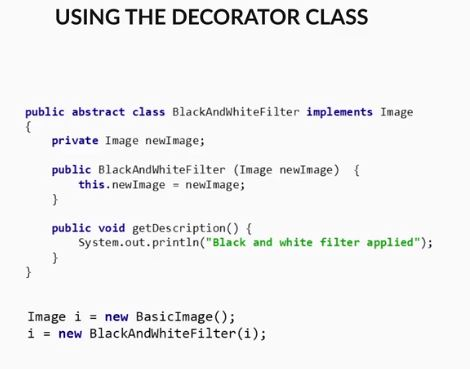 USING THE DECORATOR CLASS
public abstract class BlackAndWhiteFilter implements Image
{
    private Image newImage;
    public BlackAndWhiteFilter (Image newImage)  {
        this.newImage = newImage;
    }
    public void getDescription() {
        System.out.println("Black and white filter applied");
    }
}
Image i = new BasicImage();
i = new BlackAndWhiteFilter(i);